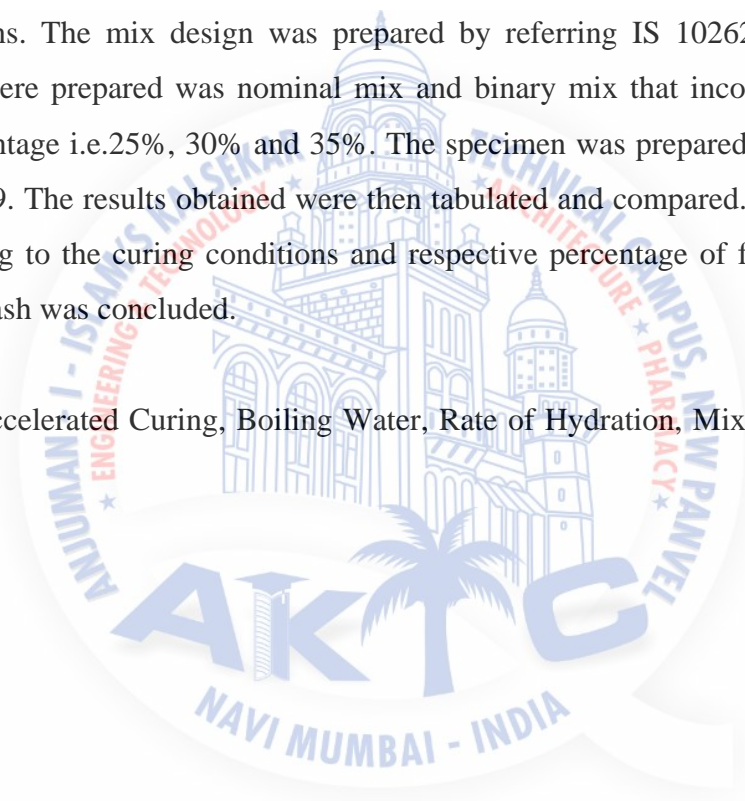 ns. The mix design was prepared by referring IS 10262
ere prepared was nominal mix and binary mix that inco
ntage i.e.25%, 30% and 35%. The specimen was prepared
9. The results obtained were then tabulated and compared.
g to the curing conditions and respective percentage of f
ash was concluded.
ccelerated Curing, Boiling Water, Rate of Hydration, Mix
ANJUMAN - I - ISLAM'S KALSEKAR TECHNICAL CAMPUS, NEW PANVEL
ENGINEERING & TECHNOLOGY ★ ARCHITECTURE ★ PHARMACY ★
AKTC
NAVI MUMBAI - INDIA